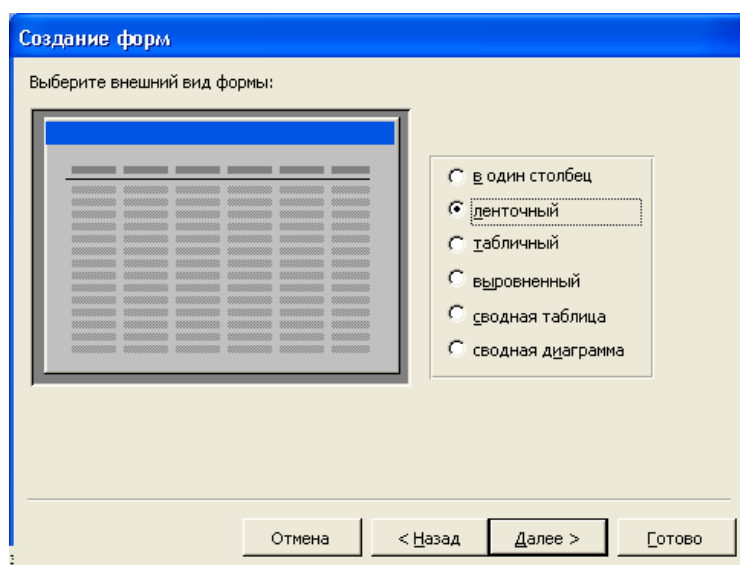 Создание форм
Выберите внешний вид формы:
в один столбец
ленточный
табличный
выровненный
сводная таблица
сводная диаграмма
Отмена
< Назад
Далее >
Готово